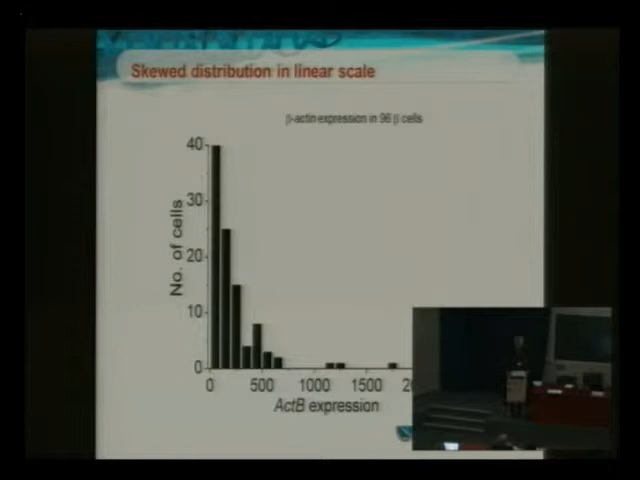 Skewed distribution in linear scale
β-actin expression in 96 β cells
40
30
20
10
0
No. of cells
0 500 1000 1500
ActB expression